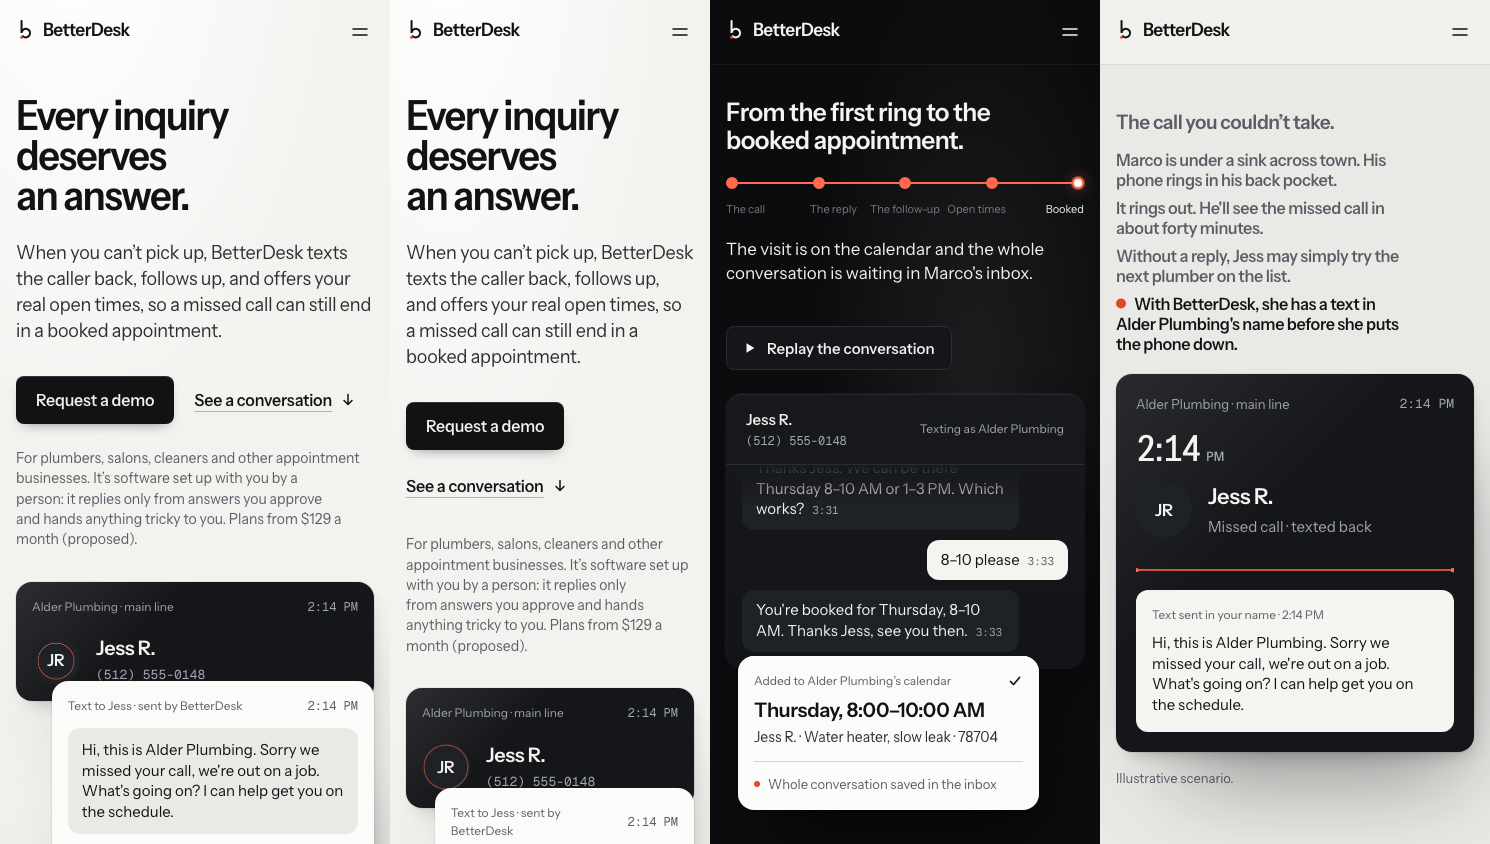 BetterDesk
Every inquiry
deserves
an answer.
When you can't pick up, BetterDesk texts
the caller back, follows up, and offers your
real open times, so a missed call can still end
in a booked appointment.
Request a demo
See a conversation ↓
For plumbers, salons, cleaners and other appointment
businesses. It's software set up with you by a
person: it replies only from answers you approve
and hands anything tricky to you. Plans from $129 a
month (proposed).
Alder Plumbing · main line
2:14 PM
JR
Jess R.
(512) 555-0148
Text to Jess · sent by BetterDesk
2:14 PM
Hi, this is Alder Plumbing. Sorry we
missed your call, we're out on a job.
What's going on? I can help get you on
the schedule.
BetterDesk
Every inquiry
deserves
an answer.
When you can't pick up, BetterDesk
texts the caller back, follows up,
and offers your real open times, so
a missed call can still end in a
booked appointment.
Request a demo
See a conversation ↓
For plumbers, salons, cleaners and other
appointment businesses. It's software set up
with you by a person: it replies only
from answers you approve and hands
anything tricky to you. Plans from $129 a
month (proposed).
Alder Plumbing · main line
2:14 PM
JR
Jess R.
(512) 555-0148
Text to Jess · sent by
BetterDesk
2:14 PM
BetterDesk
From the first ring to the
booked appointment.
The call
The reply
The follow-up
Open times
Booked
The visit is on the calendar and the whole
conversation is waiting in Marco's inbox.
Replay the conversation
Jess R.
(512) 555-0148
Texting as Alder Plumbing
Thanks Jess. We can be there
Thursday 8–10 AM or 1–3 PM. Which
works? 3:31
8–10 please 3:33
You're booked for Thursday, 8–10
AM. Thanks Jess, see you then. 3:33
Added to Alder Plumbing's calendar
Thursday, 8:00–10:00 AM
Jess R. · Water heater, slow leak · 78704
Whole conversation saved in the inbox
BetterDesk
The call you couldn't take.
Marco is under a sink across town. His
phone rings in his back pocket.
It rings out. He'll see the missed call in
about forty minutes.
Without a reply, Jess may simply try the
next plumber on the list.
With BetterDesk, she has a text in
Alder Plumbing's name before she puts
the phone down.
Alder Plumbing · main line
2:14 PM
2:14 PM
JR
Jess R.
Missed call · texted back
Text sent in your name · 2:14 PM
Hi, this is Alder Plumbing. Sorry we
missed your call, we're out on a job.
What's going on? I can help get you on
the schedule.
Illustrative scenario.